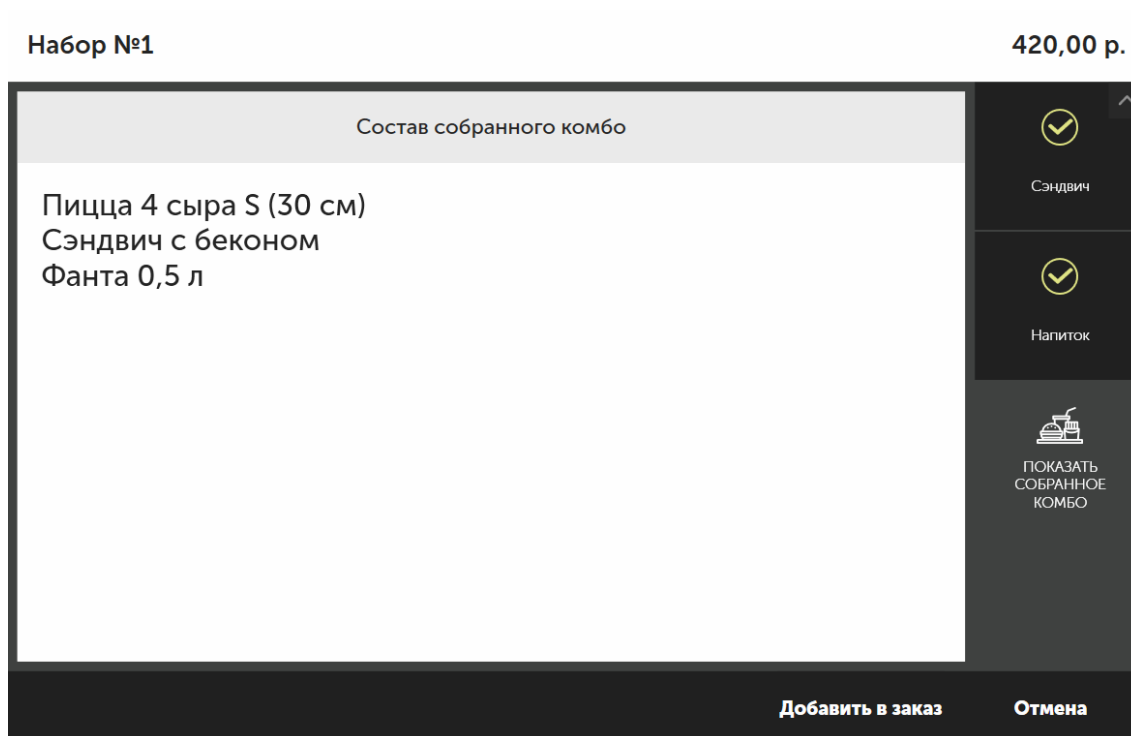 Набор №1
420,00 р.
Состав собранного комбо
Пицца 4 сыра S (30 см)
Сэндвич с беконом
Фанта 0,5 л
Сэндвич
Напиток
ПОКАЗАТЬ
СОБРАННОЕ
КОМБО
Добавить в заказ
Отмена